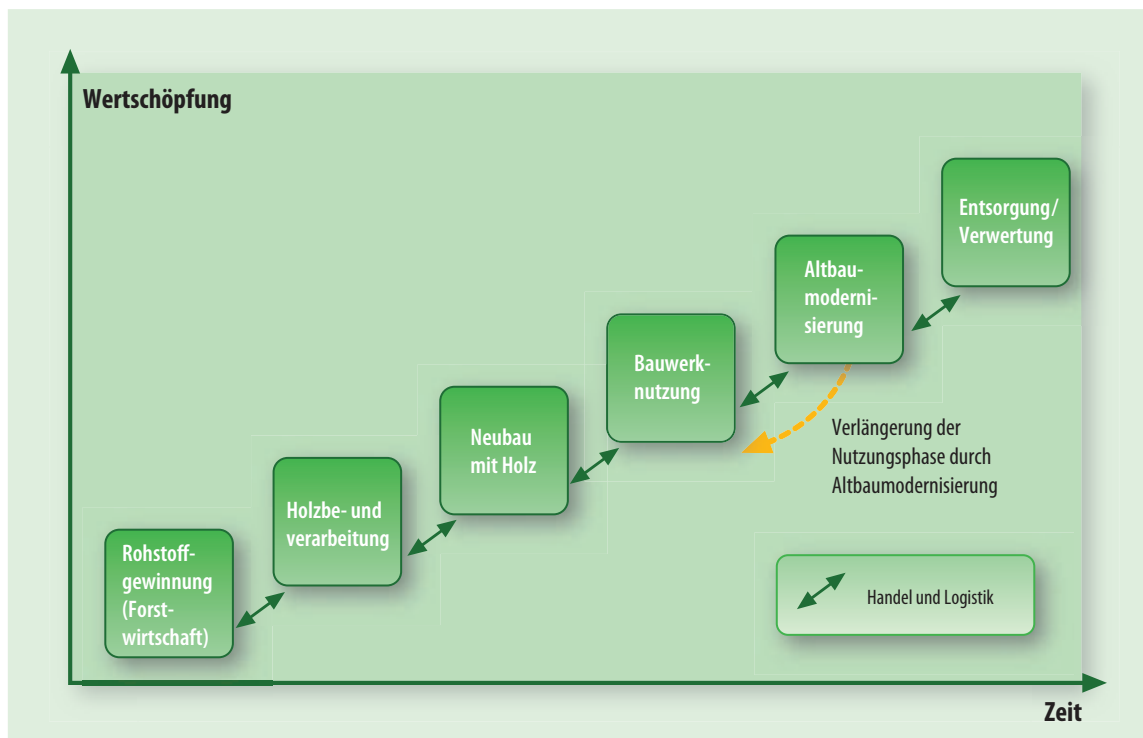 Wertschöpfung
Entsorgung/
Verwertung
Altbau-
moderni-
sierung
Bauwerk-
nutzung
Neubau
mit Holz
Holzbe- und
verarbeitung
Rohstoff-
gewinnung
(Forst-
wirtschaft)
Verlängerung der
Nutzungsphase durch
Altbaumodernisierung
Handel und Logistik
Zeit